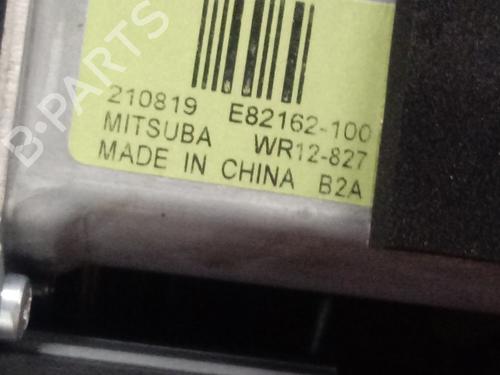 B-PARTS
210819 E82162-100
MITSUBA WR12-827
MADE IN CHINA B2A